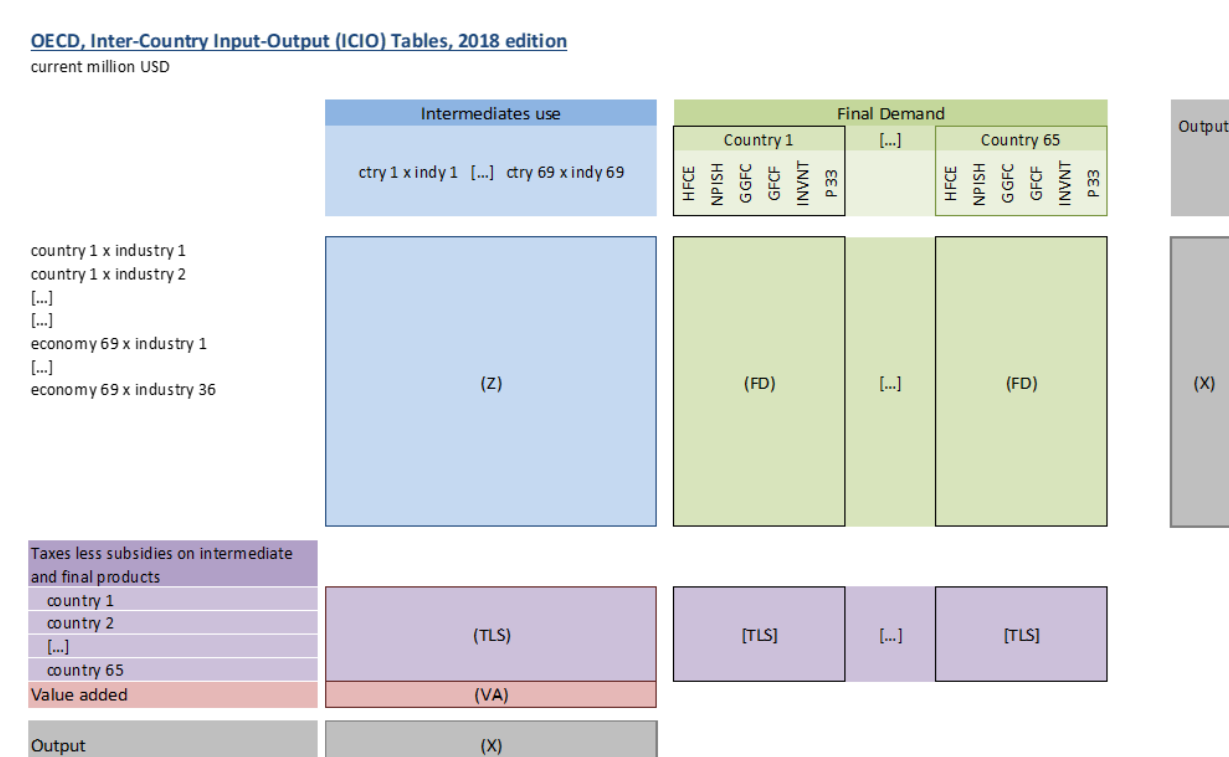 OECD, Inter-Country Input-Output (ICIO) Tables, 2018 edition
current million USD
Intermediates use
Final Demand
Output
Country 1
[...]
Country 65
ctry 1 x indy 1 [...] ctry 69 x indy 69
HFCE
NPISH
GGFC
GFCF
INVNT
P33
HFCE
NPISH
GGFC
GFCF
INVNT
P33
country 1 x industry 1
country 1 x industry 2
[...]
[...]
economy 69 x industry 1
[...]
economy 69 x industry 36
(Z)
(FD)
[...]
(FD)
(X)
Taxes less subsidies on intermediate
and final products
country 1
country 2
[...]
country 65
(TLS)
[TLS]
[...]
[TLS]
Value added
(VA)
Output
(X)